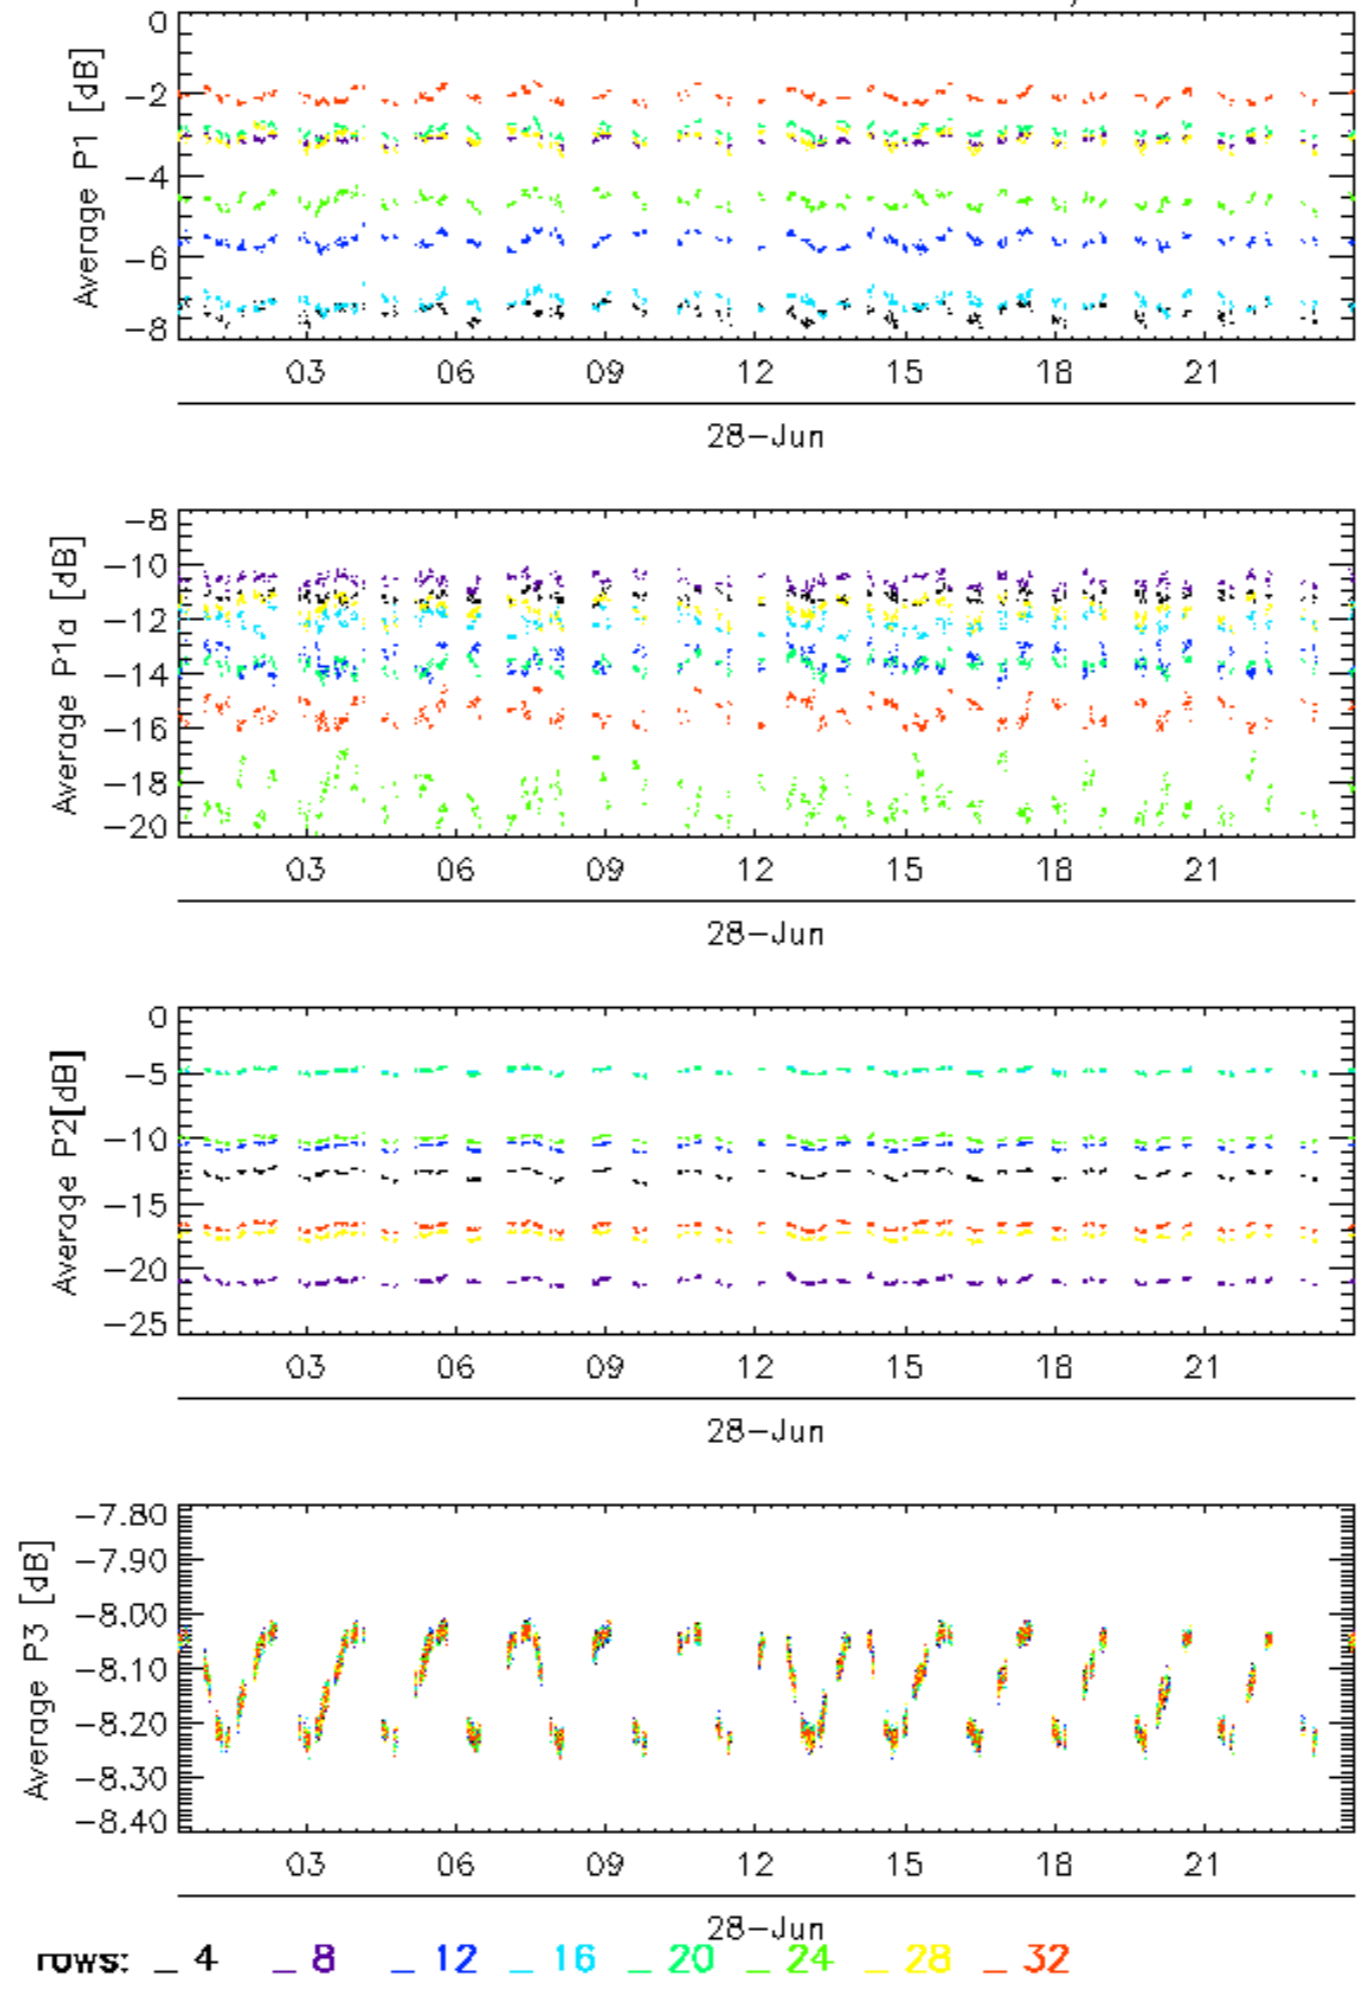 0
−2
−4
−6
−8
Average P1 [dB]
03 06 09 12 15 18 21
28−Jun
−8
−10
−12
−14
−16
−18
−20
Average P1a [dB]
03 06 09 12 15 18 21
28−Jun
0
−5
−10
−15
−20
−25
Average P2[dB]
03 06 09 12 15 18 21
28−Jun
−7.80
−7.90
−8.00
−8.10
−8.20
−8.30
−8.40
Average P3 [dB]
03 06 09 12 15 18 21
28−Jun
rows: _ 4 _ 8 _ 12 _ 16 _ 20 _ 24 _ 28 _ 32